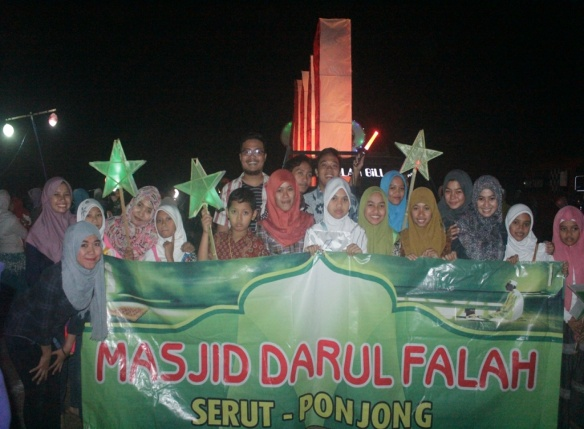 MASJID DARUL FALAH
SERUT - PONJONG